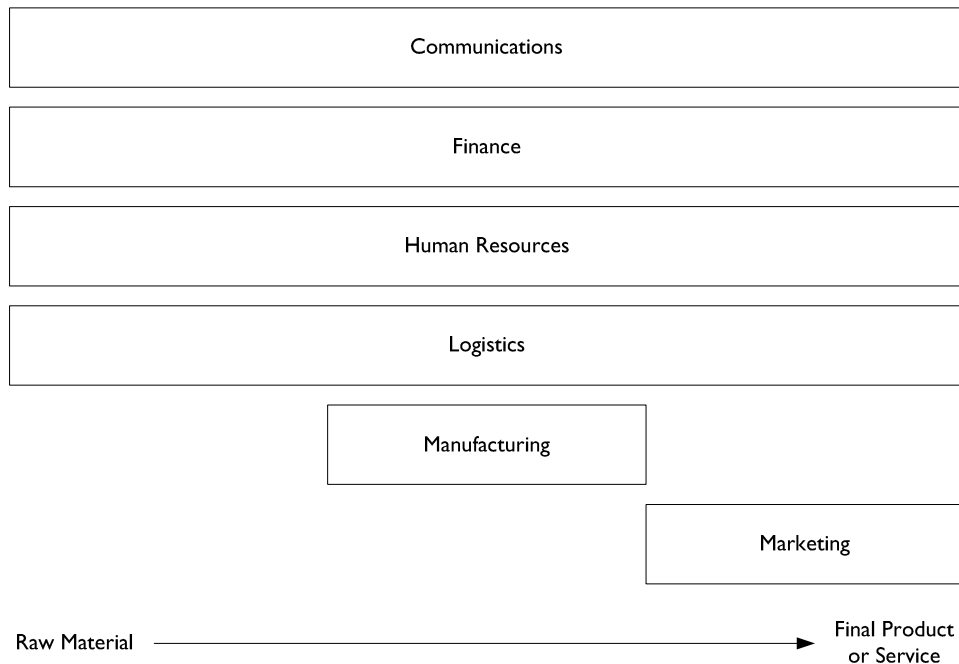 Communications
Finance
Human Resources
Logistics
Manufacturing
Marketing
Raw Material
Final Product
or Service